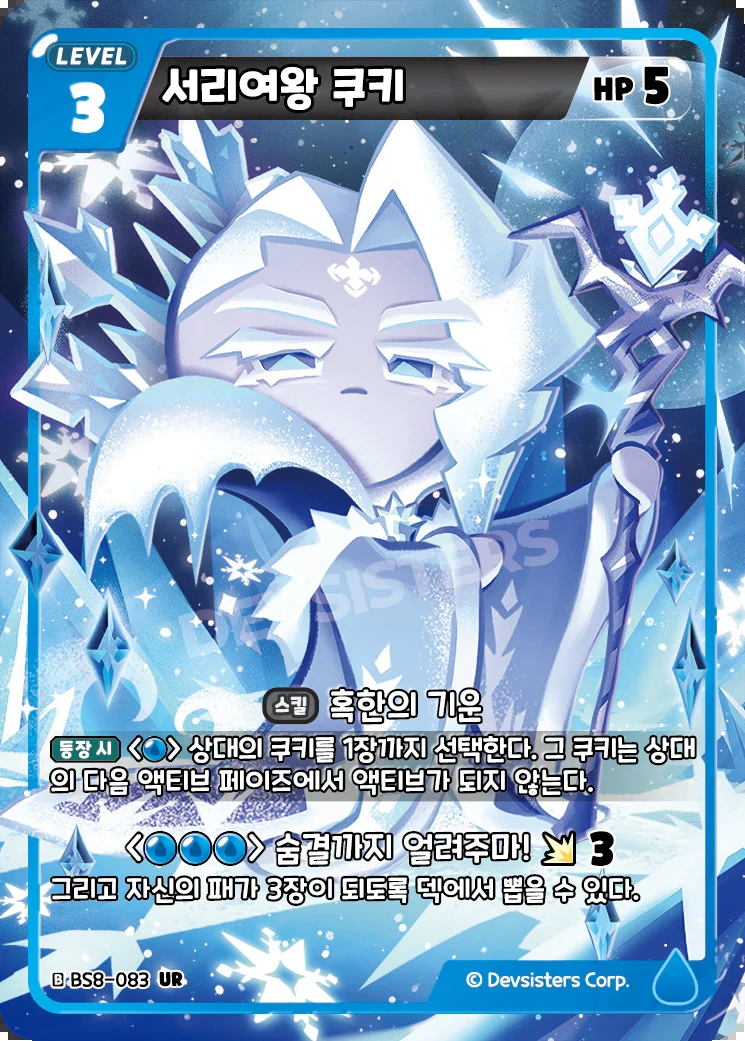 LEVEL
3
서리여왕 쿠키
HP 5
DEVSISTERS
스킬 혹한의 기운
등장 시 < > 상대의 쿠키를 1장까지 선택한다. 그 쿠키는 상대
의 다음 액티브 페이즈에서 액티브가 되지 않는다.
< > 숨결까지 얼려주마! 3
그리고 자신의 패가 3장이 되도록 덱에서 뽑을 수 있다.
B BS8-083 UR
© Devsisters Corp.